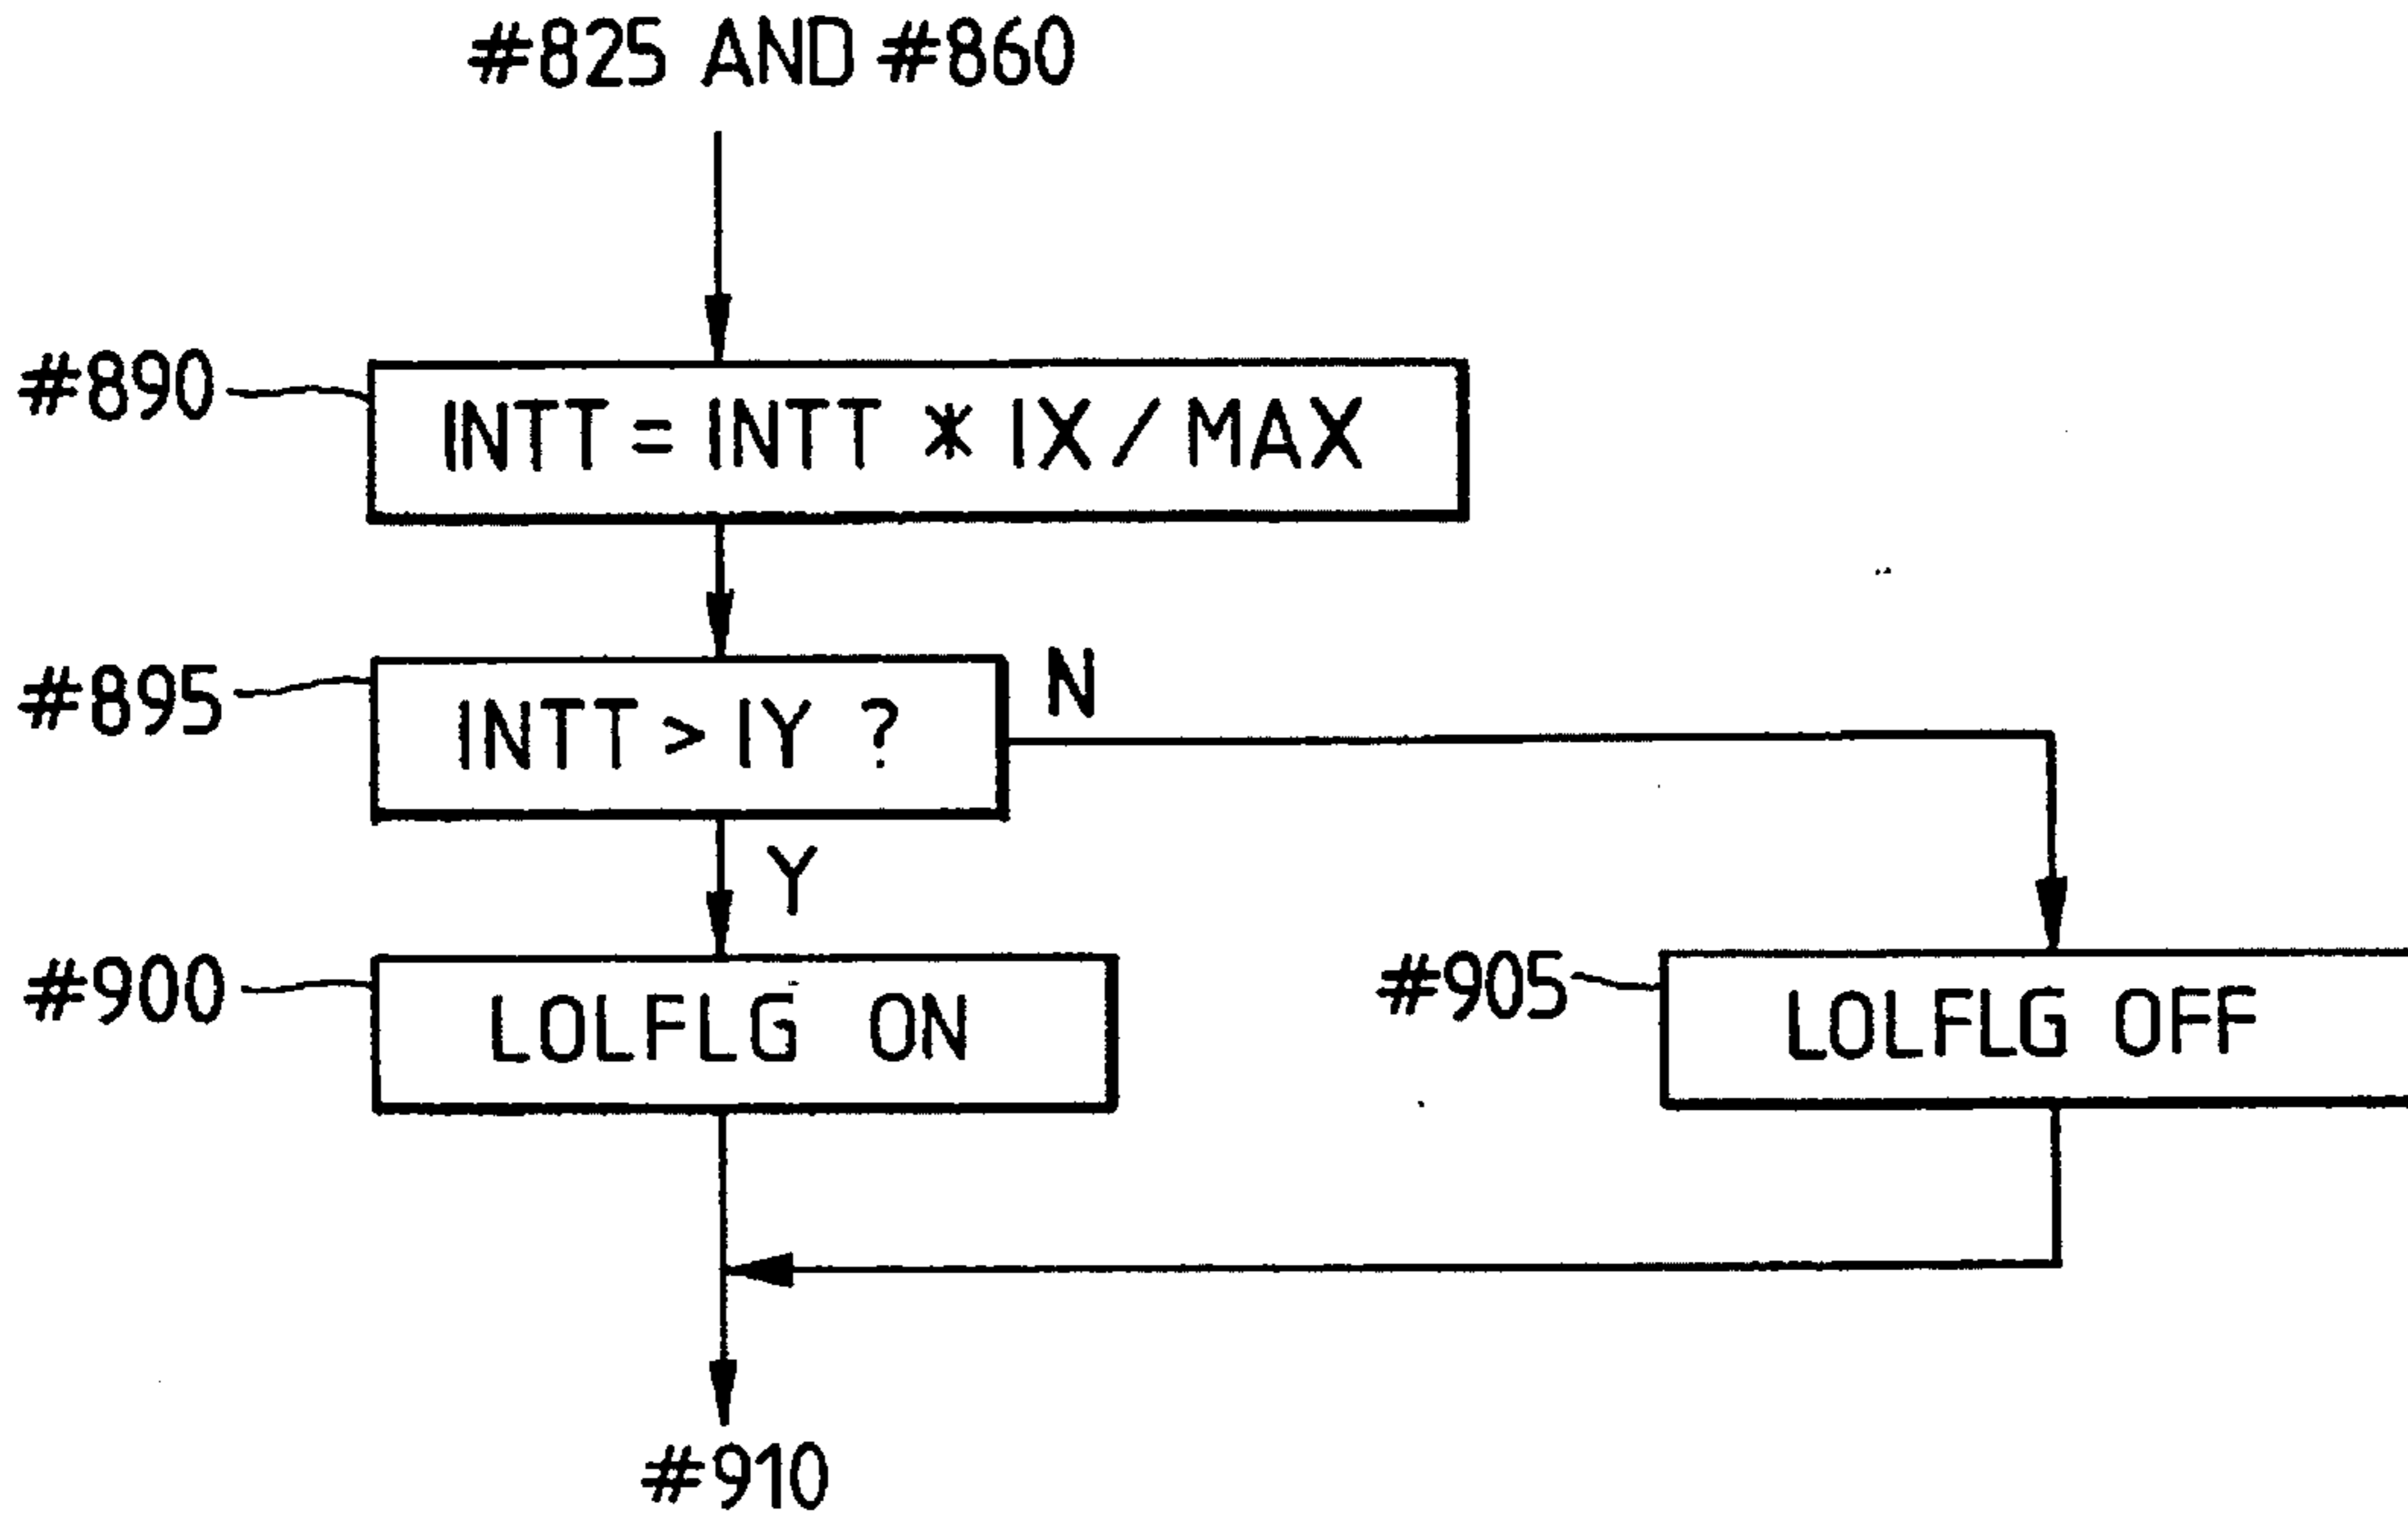 #825 AND #860
#890
INTT = INTT * IX / MAX
#895
INTT > IY ?
N
Y
#900
LOLFLG ON
#905
LOLFLG OFF
#910